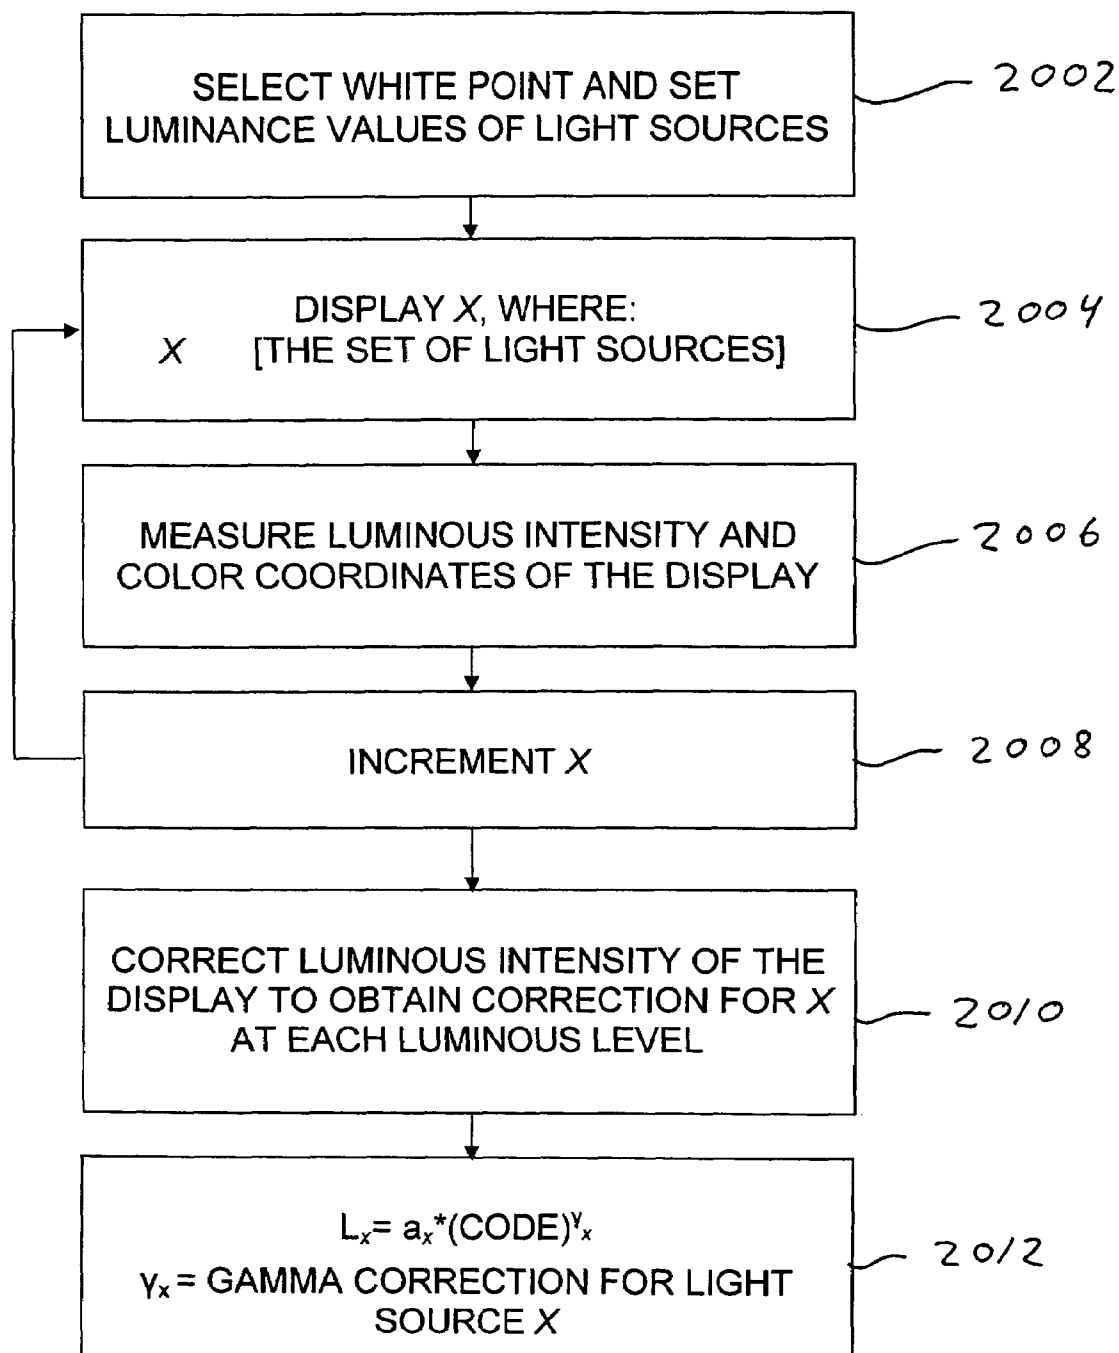 SELECT WHITE POINT AND SET
LUMINANCE VALUES OF LIGHT SOURCES
2002
DISPLAY X, WHERE:
X [THE SET OF LIGHT SOURCES]
2004
MEASURE LUMINOUS INTENSITY AND
COLOR COORDINATES OF THE DISPLAY
2006
INCREMENT X
2008
CORRECT LUMINOUS INTENSITY OF THE
DISPLAY TO OBTAIN CORRECTION FOR X
AT EACH LUMINOUS LEVEL
2010
Lₓ= aₓ*(CODE)^γₓ
γₓ = GAMMA CORRECTION FOR LIGHT
SOURCE X
2012